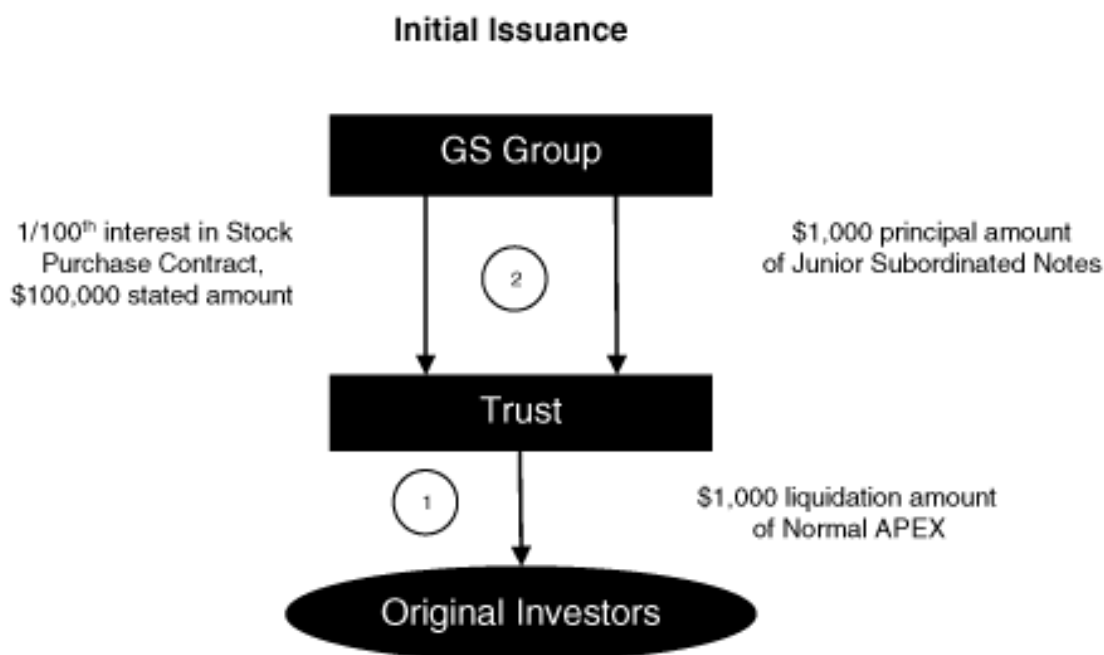 Initial Issuance
GS Group
1/100th interest in Stock
Purchase Contract,
$100,000 stated amount
2
$1,000 principal amount
of Junior Subordinated Notes
Trust
1
$1,000 liquidation amount
of Normal APEX
Original Investors